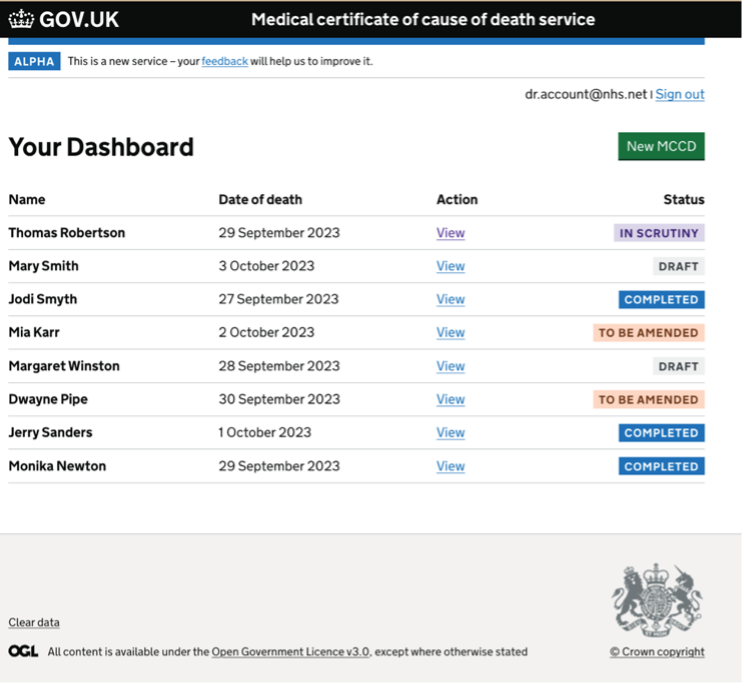 GOV.UK Medical certificate of cause of death service
ALPHA This is a new service – your feedback will help us to improve it.
dr.account@nhs.net | Sign out
Your Dashboard New MCCD
Name Date of death Action Status
Thomas Robertson 29 September 2023 View IN SCRUTINY
Mary Smith 3 October 2023 View DRAFT
Jodi Smyth 27 September 2023 View COMPLETED
Mia Karr 2 October 2023 View TO BE AMENDED
Margaret Winston 28 September 2023 View DRAFT
Dwayne Pipe 30 September 2023 View TO BE AMENDED
Jerry Sanders 1 October 2023 View COMPLETED
Monika Newton 29 September 2023 View COMPLETED
Clear data
OGL All content is available under the Open Government Licence v3.0, except where otherwise stated © Crown copyright